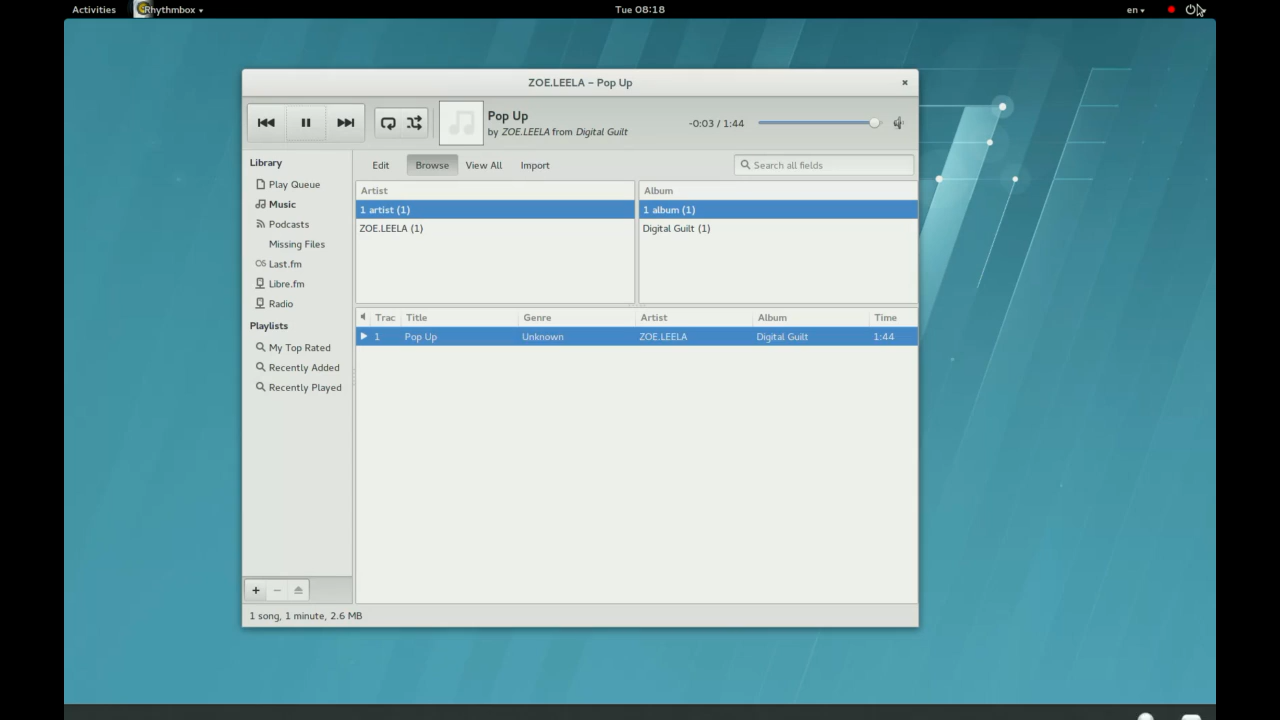 Activities Rhythmbox Tue 08:18 en
ZOE.LEELA – Pop Up
Pop Up
by ZOE.LEELA from Digital Guilt
-0:03 / 1:44
Library
Edit Browse View All Import Search all fields
Play Queue
Music
Podcasts
Missing Files
OS Last.fm
Libre.fm
Radio
Playlists
My Top Rated
Recently Added
Recently Played
Artist Album
1 artist (1) 1 album (1)
ZOE.LEELA (1) Digital Guilt (1)
Trac Title Genre Artist Album Time
1 Pop Up Unknown ZOE.LEELA Digital Guilt 1:44
1 song, 1 minute, 2.6 MB